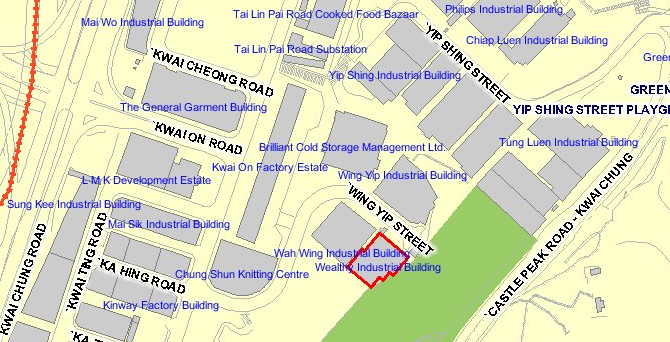 Philips Industrial Building
Tai Lin Pai Road Cooked Food Bazaar
Mai Wo Industrial Building
Chiap Luen Industrial Building
Tai Lin Pai Road Substation
YIP SHING STREET
KWAI CHEONG ROAD
Yip Shing Industrial Building
Green
GREEN
The General Garment Building
YIP SHING STREET PLAYG
KWAI ON ROAD
Brilliant Cold Storage Management Ltd.
Tung Luen Industrial Building
Kwai On Factory Estate
Wing Yip Industrial Building
L M K Development Estate
Sung Kee Industrial Building
WING YIP STREET
Mai Sik Industrial Building
CASTLE PEAK ROAD - KWAI CHUNG
KWAI CHUNG ROAD
KWAI TING ROAD
Wah Wing Industrial Building
Wealthy Industrial Building
KA HING ROAD
Chung Shun Knitting Centre
Kinway Factory Building